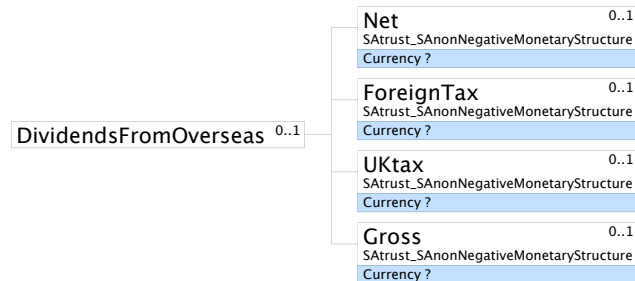 Net 0..1
SAtrust_SAnonNegativeMonetaryStructure
Currency ?
ForeignTax 0..1
SAtrust_SAnonNegativeMonetaryStructure
Currency ?
DividendsFromOverseas 0..1
UKtax 0..1
SAtrust_SAnonNegativeMonetaryStructure
Currency ?
Gross 0..1
SAtrust_SAnonNegativeMonetaryStructure
Currency ?